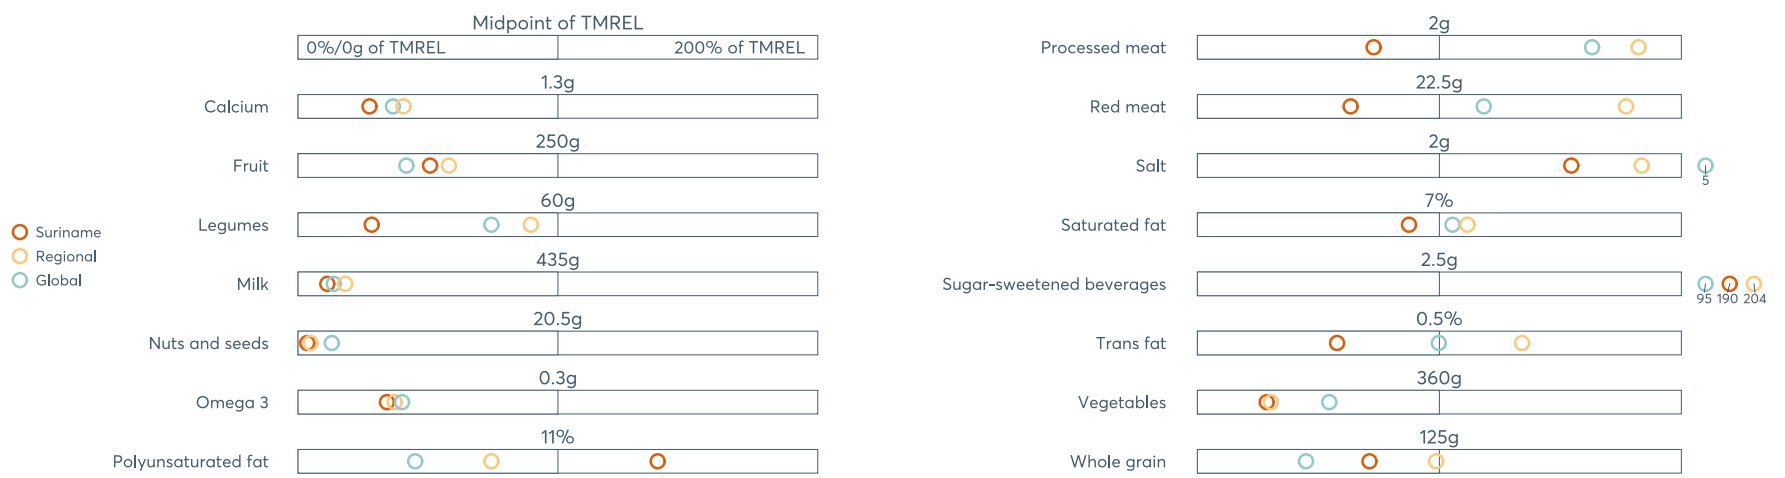 Midpoint of TMREL
0%/0g of TMREL 200% of TMREL
Calcium 1.3g
Fruit 250g
Legumes 60g
Milk 435g
Nuts and seeds 20.5g
Omega 3 0.3g
Polyunsaturated fat 11%
Suriname
Regional
Global
Processed meat 2g
Red meat 22.5g
Salt 2g
5
Saturated fat 7%
Sugar-sweetened beverages 2.5g
95 190 204
Trans fat 0.5%
Vegetables 360g
Whole grain 125g